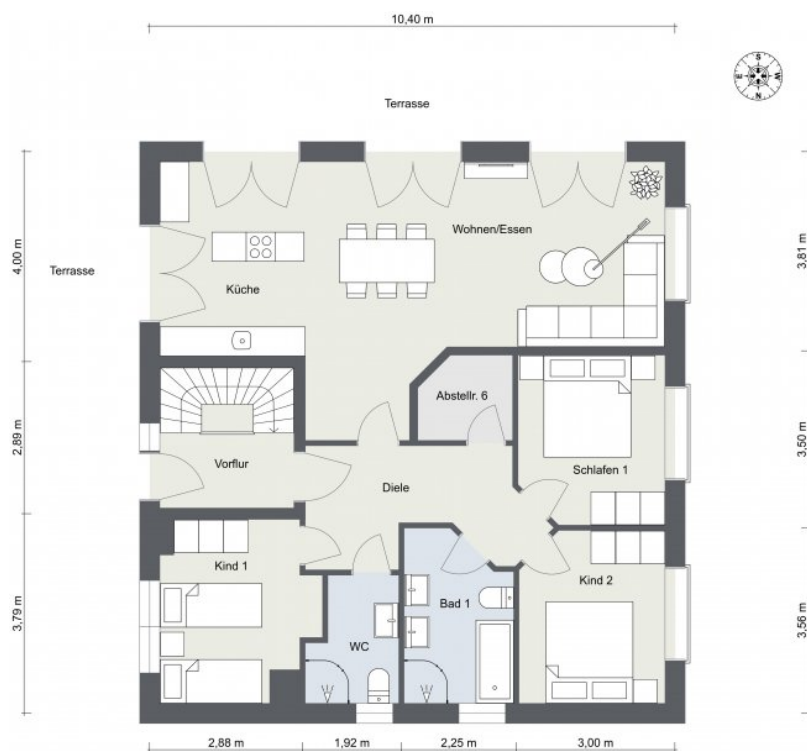 10,40 m
S
E
W
N
Terrasse
4,00 m
Terrasse
Wohnen/Essen
3,81 m
Küche
Abstellr. 6
2,89 m
Vorflur
Diele
Schlafen 1
3,50 m
Kind 1
Kind 2
Bad 1
WC
3,79 m
3,56 m
2,88 m
1,92 m
2,25 m
3,00 m